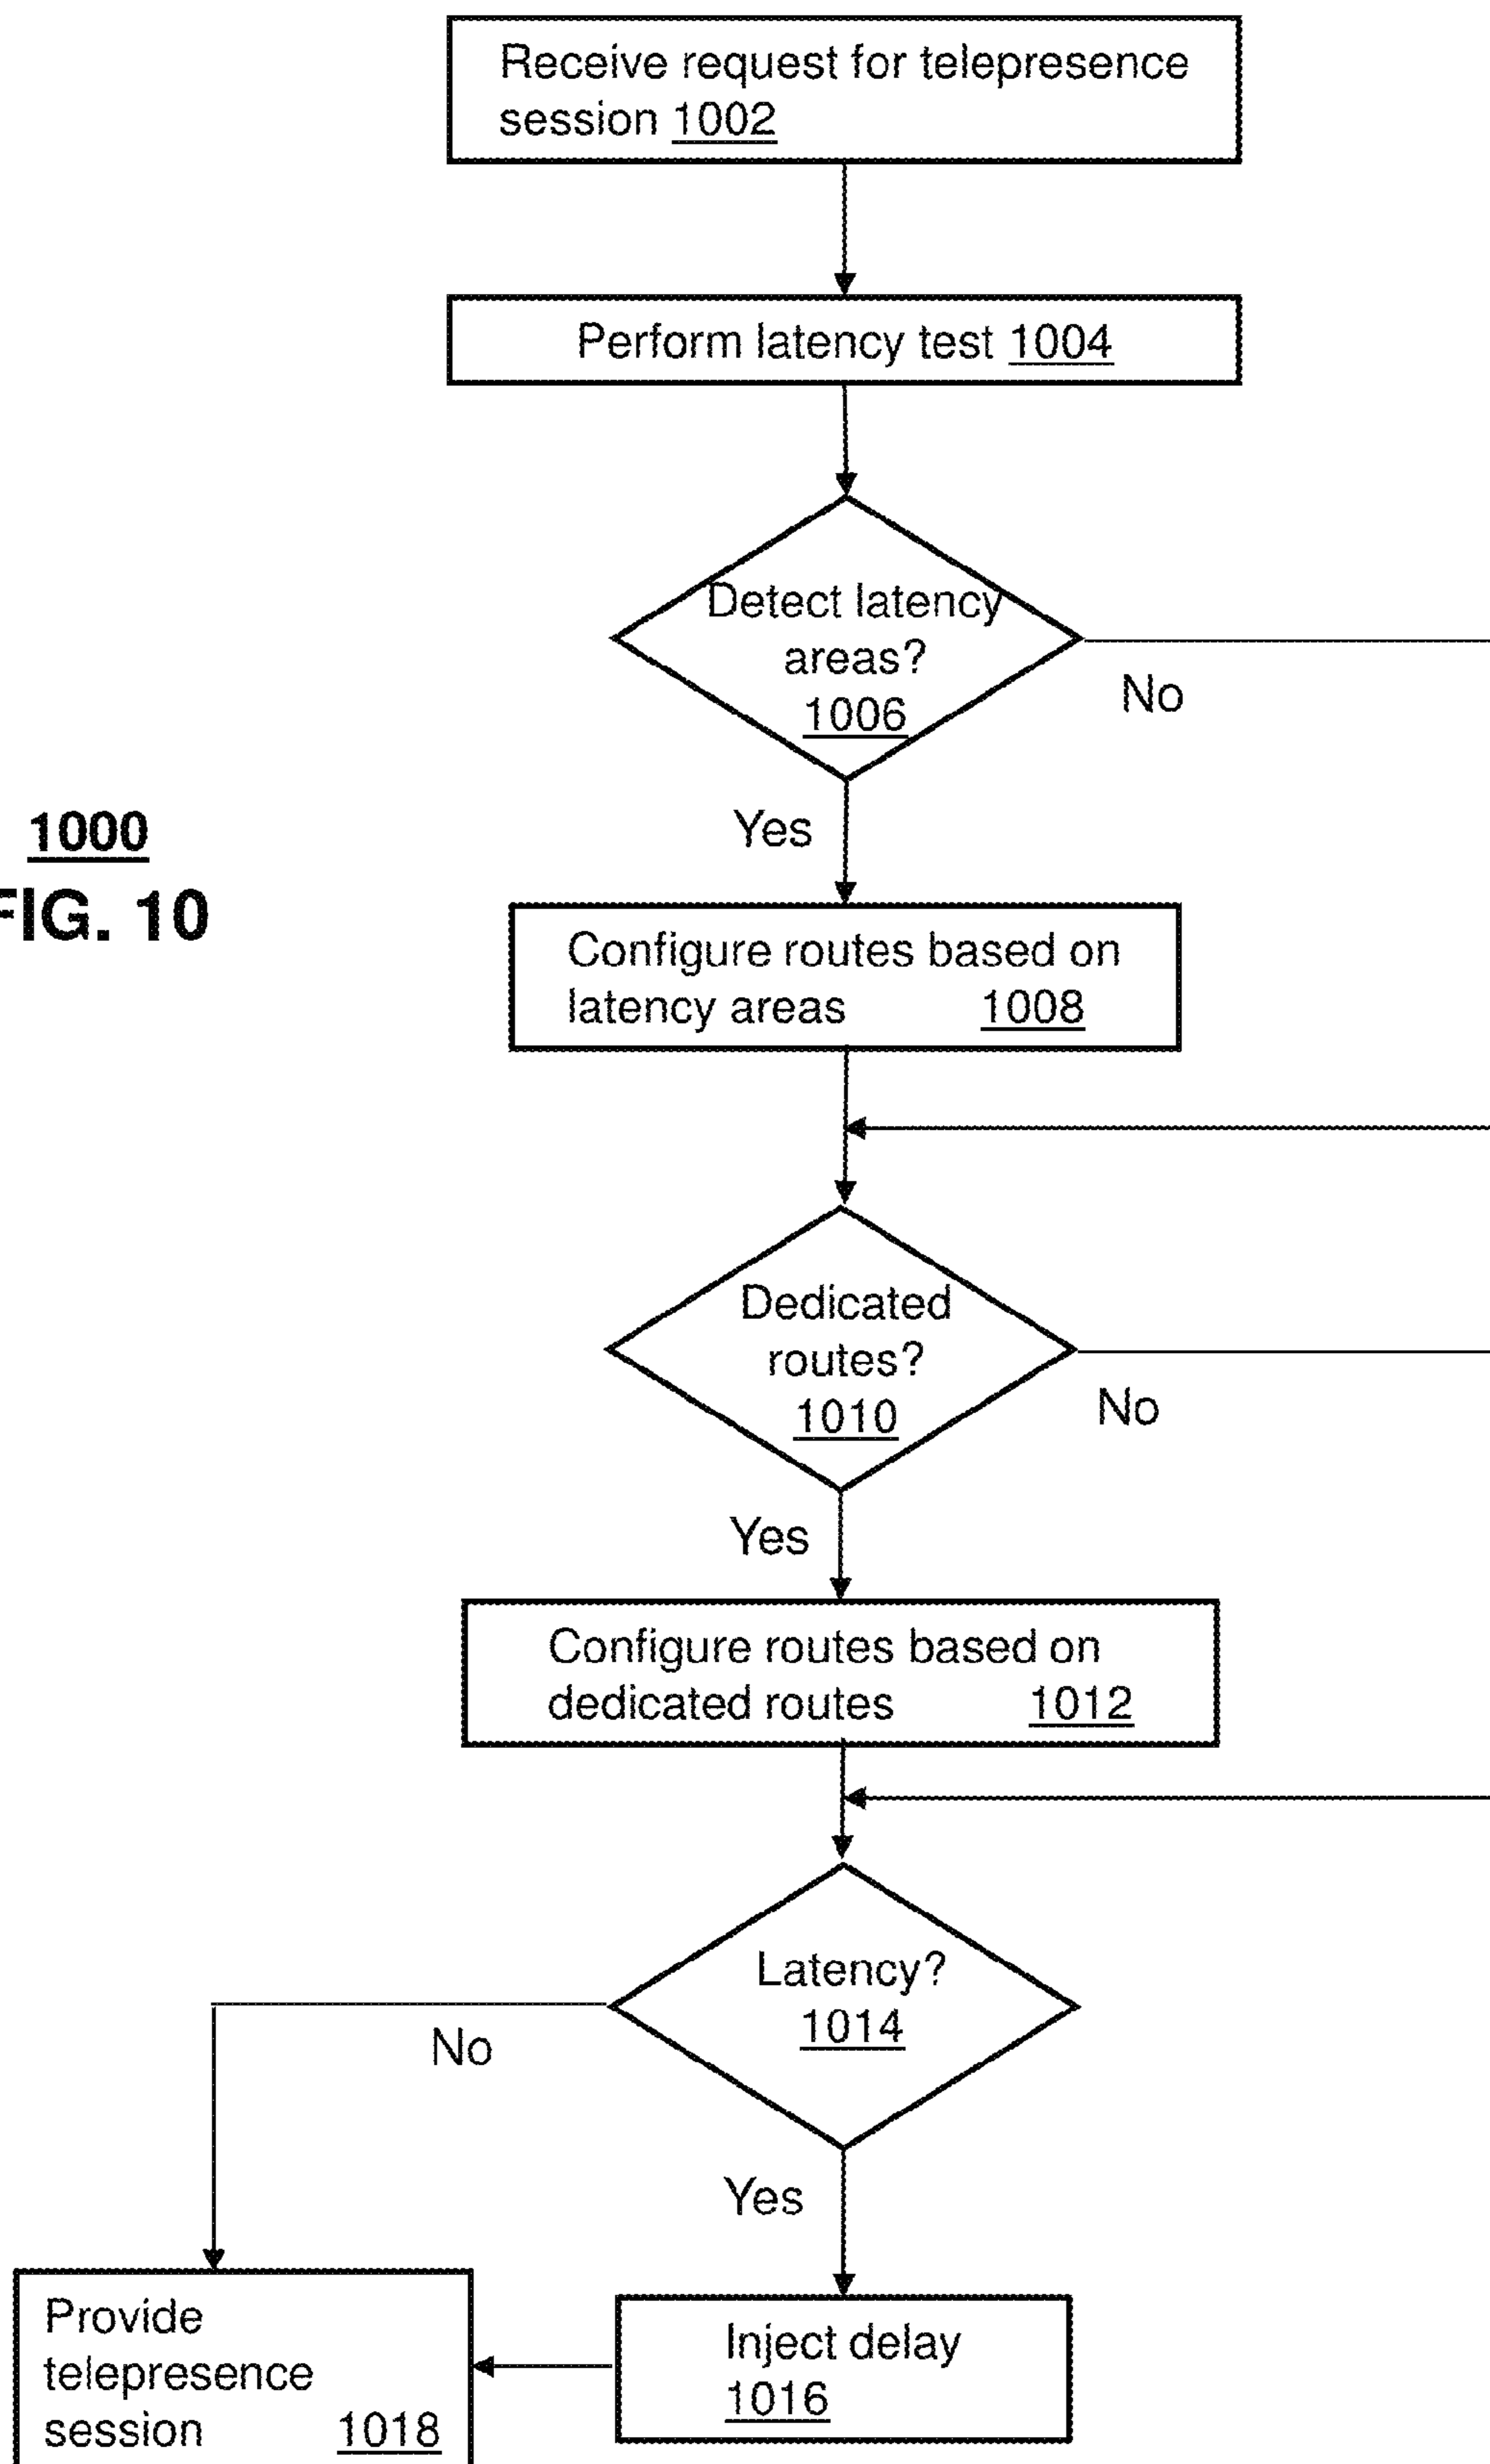 Receive request for telepresence
session 1002
Perform latency test 1004
Detect latency
areas?
1006
No
Yes
1000
FIG. 10
Configure routes based on
latency areas 1008
Dedicated
routes?
1010
No
Yes
Configure routes based on
dedicated routes 1012
Latency?
1014
No
Yes
Provide
telepresence
session 1018
Inject delay
1016